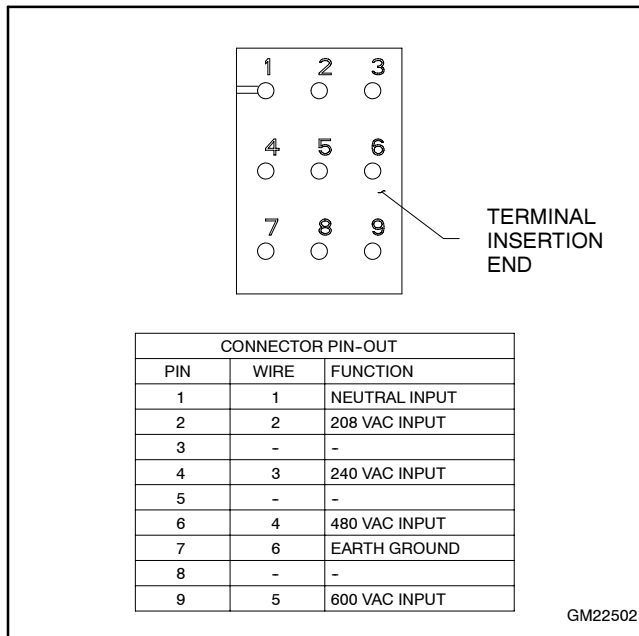 1 2 3
4 5 6
7 8 9
TERMINAL
INSERTION
END
CONNECTOR PIN-OUT
PIN WIRE FUNCTION
1 1 NEUTRAL INPUT
2 2 208 VAC INPUT
3 - -
4 3 240 VAC INPUT
5 - -
6 4 480 VAC INPUT
7 6 EARTH GROUND
8 - -
9 5 600 VAC INPUT
GM22502